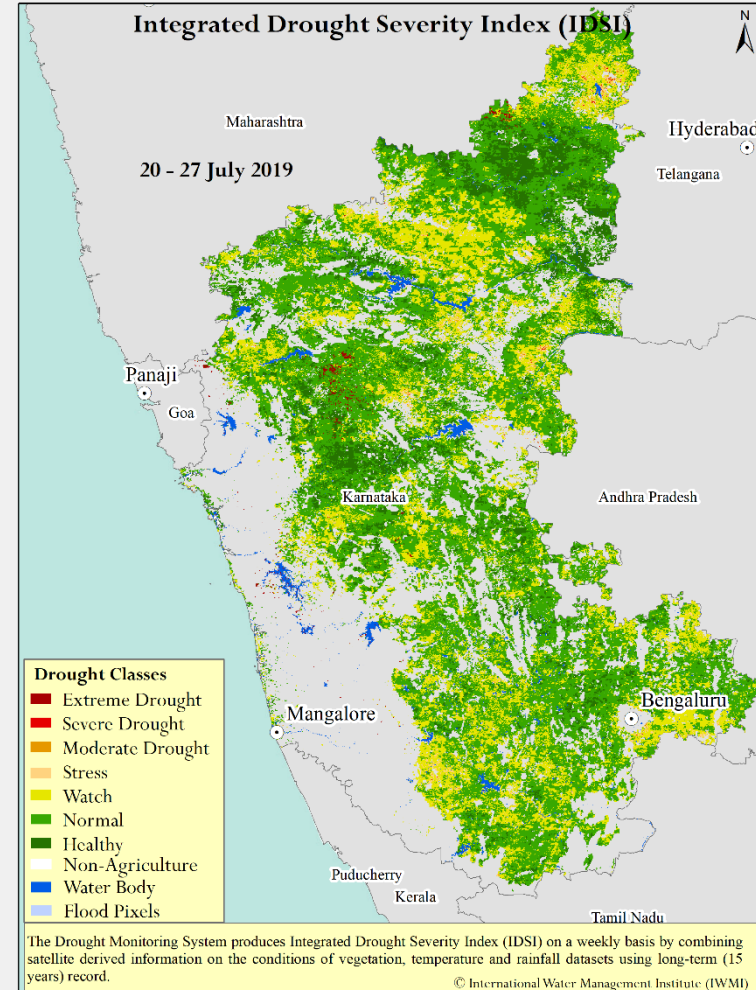 Integrated Drought Severity Index (IDSI)
N
Maharashtra
Hyderabad
20 - 27 July 2019
Telangana
Panaji
Goa
Karnataka
Andhra Pradesh
Drought Classes
Extreme Drought
Severe Drought
Moderate Drought
Stress
Watch
Normal
Healthy
Non-Agriculture
Water Body
Flood Pixels
Mangalore
Bengaluru
Puducherry
Kerala
Tamil Nadu
The Drought Monitoring System produces Integrated Drought Severity Index (IDSI) on a weekly basis by combining
satellite derived information on the conditions of vegetation, temperature and rainfall datasets using long-term (15
years) record.
© International Water Management Institute (IWMI)